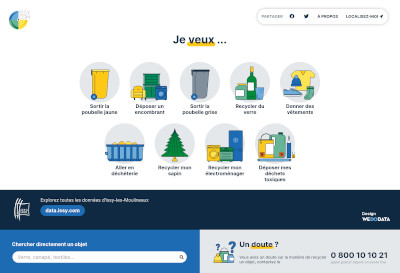 PARTAGER
À PROPOS
LOCALISEZ-MOI
Je veux ...
Sortir la
poubelle jaune
Déposer un
encombrant
Sortir la
poubelle grise
Recycler du
verre
Donner des
vêtements
Aller en
déchèterie
Recycler mon
sapin
Recycler mon
électroménager
Déposer mes
déchets
toxiques
Explorez toutes les données d'Issy-les-Moulineaux
data.issy.com
Design
WEDODATA
Chercher directement un objet
Verre, canapé, textiles...
Un doute ?
Vous avez un doute sur la manière de recycler
un objet, contactez le
0 800 10 10 21